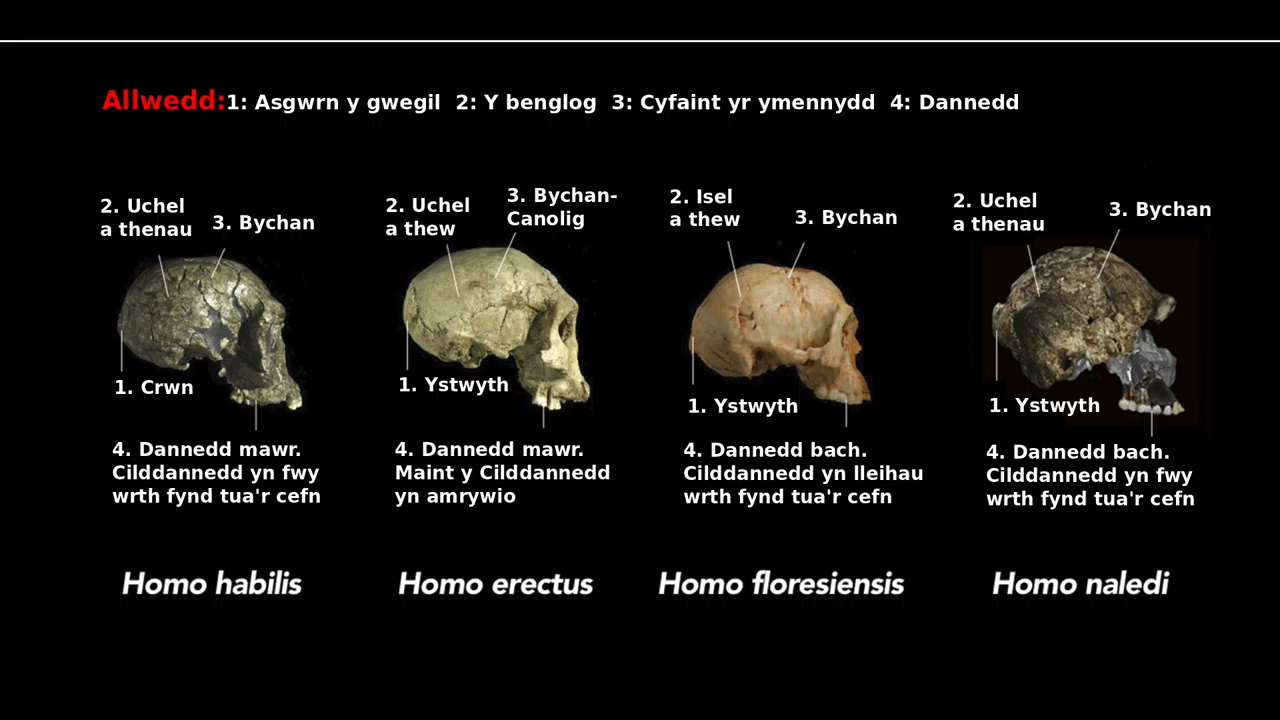 Allwedd:1: Asgwrn y gwegil 2: Y benglog 3: Cyfaint yr ymennydd 4: Dannedd
2. Uchel
a thenau
3. Bychan
1. Crwn
4. Dannedd mawr.
Cilddannedd yn fwy
wrth fynd tua'r cefn
Homo habilis
2. Uchel
a thew
3. Bychan-
Canolig
1. Ystwyth
4. Dannedd mawr.
Maint y Cilddannedd
yn amrywio
Homo erectus
2. Isel
a thew
3. Bychan
1. Ystwyth
4. Dannedd bach.
Cilddannedd yn lleihau
wrth fynd tua'r cefn
Homo floresiensis
2. Uchel
a thenau
3. Bychan
1. Ystwyth
4. Dannedd bach.
Cilddannedd yn fwy
wrth fynd tua'r cefn
Homo naledi